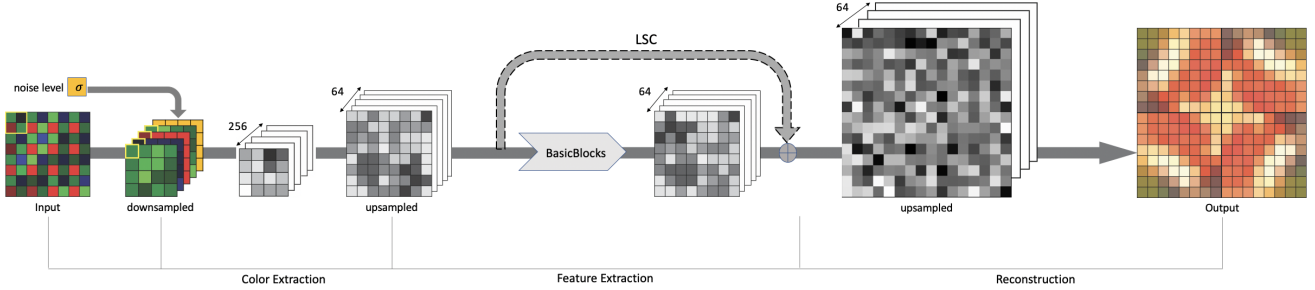 noise level σ
Input
downsampled
256
64
upsampled
LSC
BasicBlocks
64
64
upsampled
Output
Color Extraction
Feature Extraction
Reconstruction